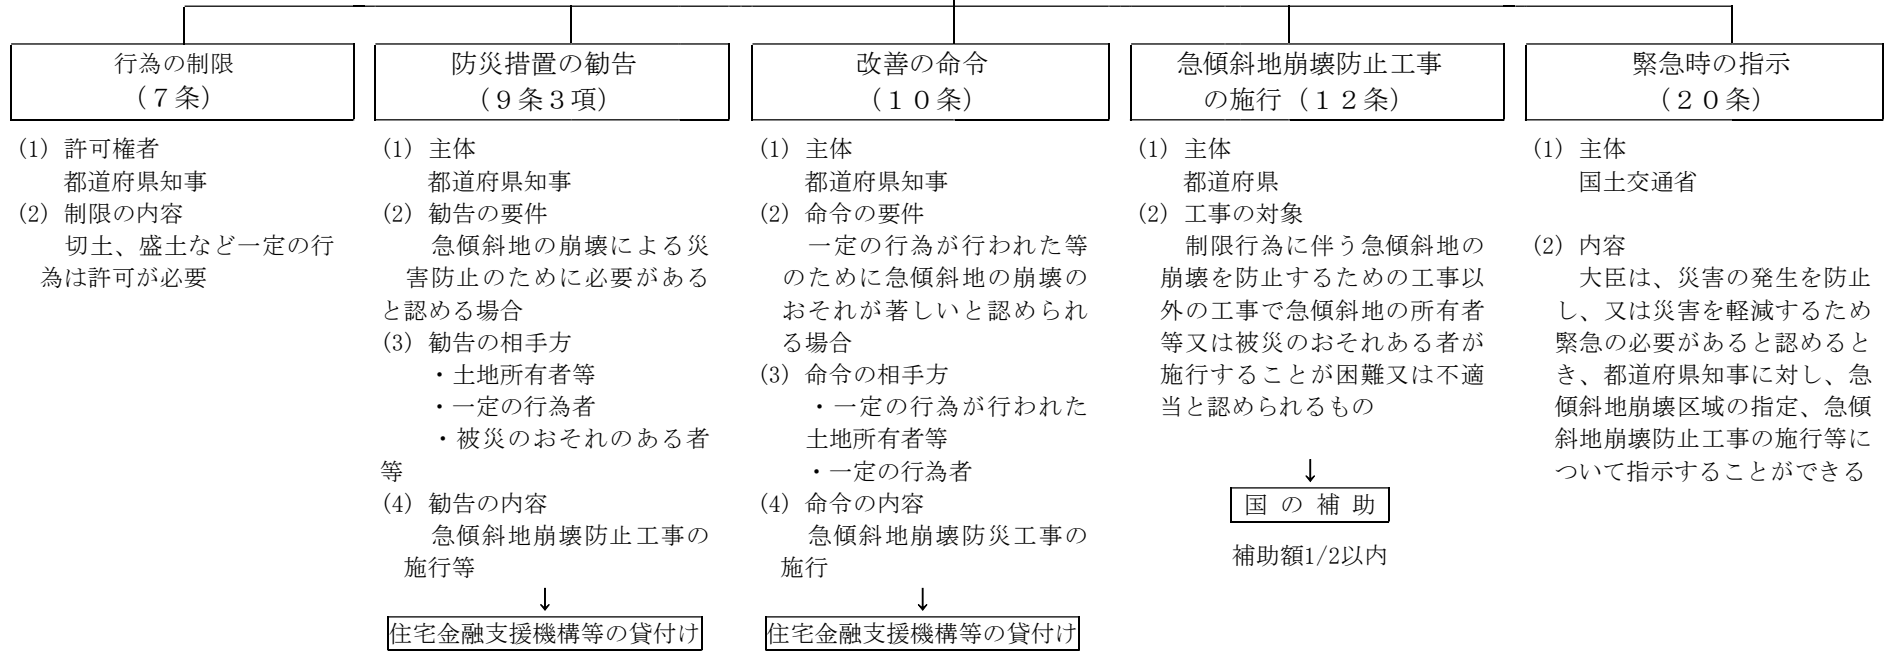 行為の制限
（７条）
(1) 許可権者
都道府県知事
(2) 制限の内容
切土、盛土など一定の行
為は許可が必要
防災措置の勧告
（９条３項）
(1) 主体
都道府県知事
(2) 勧告の要件
急傾斜地の崩壊による災
害防止のために必要がある
と認める場合
(3) 勧告の相手方
・土地所有者等
・一定の行為者
・被災のおそれのある者
等
(4) 勧告の内容
急傾斜地崩壊防止工事の
施行等
↓
住宅金融支援機構等の貸付け
改善の命令
（１０条）
(1) 主体
都道府県知事
(2) 命令の要件
一定の行為が行われた等
のために急傾斜地の崩壊の
おそれが著しいと認められ
る場合
(3) 命令の相手方
・一定の行為が行われた
土地所有者等
・一定の行為者
(4) 命令の内容
急傾斜地崩壊防災工事の
施行
↓
住宅金融支援機構等の貸付け
急傾斜地崩壊防止工事
の施行（１２条）
(1) 主体
都道府県
(2) 工事の対象
制限行為に伴う急傾斜地の
崩壊を防止するための工事以
外の工事で急傾斜地の所有者
等又は被災のおそれある者が
施行することが困難又は不適
当と認められるもの
↓
国の補助
補助額1/2以内
緊急時の指示
（２０条）
(1) 主体
国土交通省
(2) 内容
大臣は、災害の発生を防止
し、又は災害を軽減するため
緊急の必要があると認めると
き、都道府県知事に対し、急
傾斜地崩壊区域の指定、急傾
斜地崩壊防止工事の施行等に
ついて指示することができる